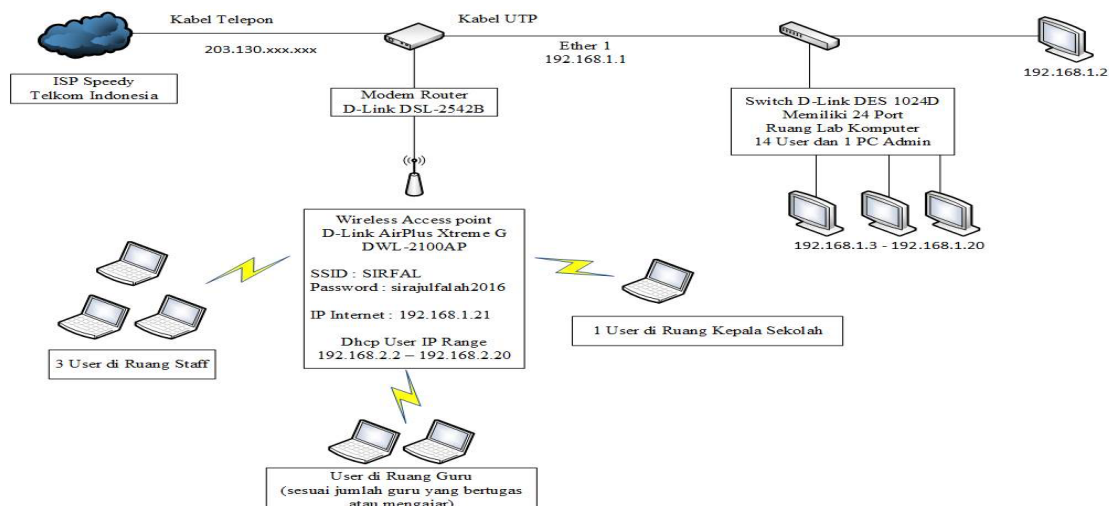 Kabel Telepon
203.130.xxx.xxx
ISP Speedy
Telkom Indonesia
Kabel UTP
Ether 1
192.168.1.1
192.168.1.2
Modem Router
D-Link DSL-2542B
Switch D-Link DES 1024D
Memiliki 24 Port
Ruang Lab Komputer
14 User dan 1 PC Admin
192.168.1.3 - 192.168.1.20
Wireless Access point
D-Link AirPlus Xtreme G
DWL-2100AP
SSID : SIRFAL
Password : sirajulfalah2016
IP Internet : 192.168.1.21
Dhcp User IP Range
192.168.2.2 – 192.168.2.20
3 User di Ruang Staff
1 User di Ruang Kepala Sekolah
User di Ruang Guru
(sesuai jumlah guru yang bertugas
atau mengajar)